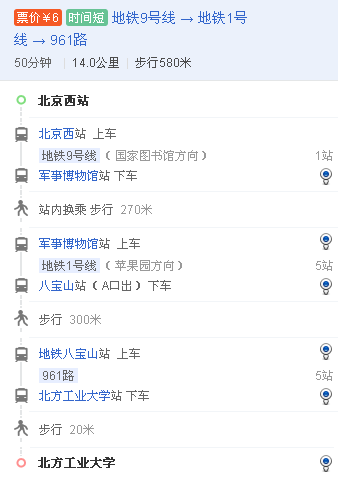 票价￥6 时间短 地铁9号线 → 地铁1号
线 → 961路
50分钟 | 14.0公里 | 步行580米
北京西站
北京西站 上车
地铁9号线 （国家图书馆方向） 1站
军事博物馆站 下车
站内换乘 步行 270米
军事博物馆站 上车
地铁1号线 （苹果园方向） 5站
八宝山站 （A口出） 下车
步行 300米
地铁八宝山站 上车
961路 5站
北方工业大学站 下车
步行 20米
北方工业大学